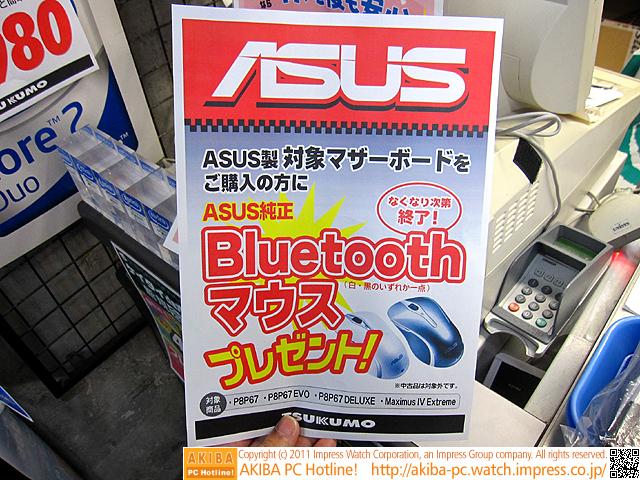 980
TSUKUMO
Core 2
Duo
ASUS
ASUS製 対象マザーボードを
ご購入の方に
なくなり次第
終了!
ASUS純正
Bluetooth
(白・黒のいずれか一点)
マウス
プレゼント!
※中古品は対象外です。
対象
商品
・P8P67 ・P8P67 EVO ・P8P67 DELUXE ・Maximus IV Extreme
TSUKUMO
AKIBA
PC Hotline!
Copyright (c) 2011 Impress Watch Corporation, an Impress Group company. All rights reserved.
AKIBA PC Hotline! http://akiba-pc.watch.impress.co.jp/